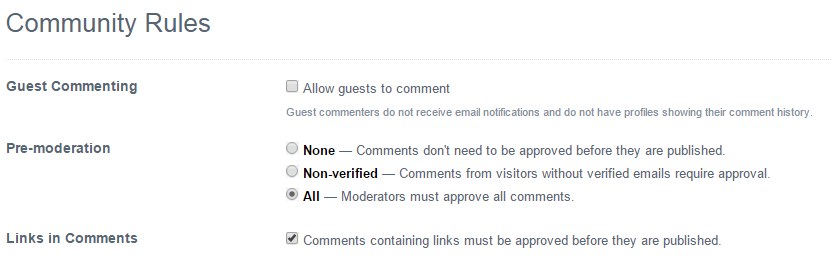 Community Rules
Guest Commenting
Allow guests to comment
Guest commenters do not receive email notifications and do not have profiles showing their comment history.
Pre-moderation
None — Comments don't need to be approved before they are published.
Non-verified — Comments from visitors without verified emails require approval.
All — Moderators must approve all comments.
Links in Comments
Comments containing links must be approved before they are published.